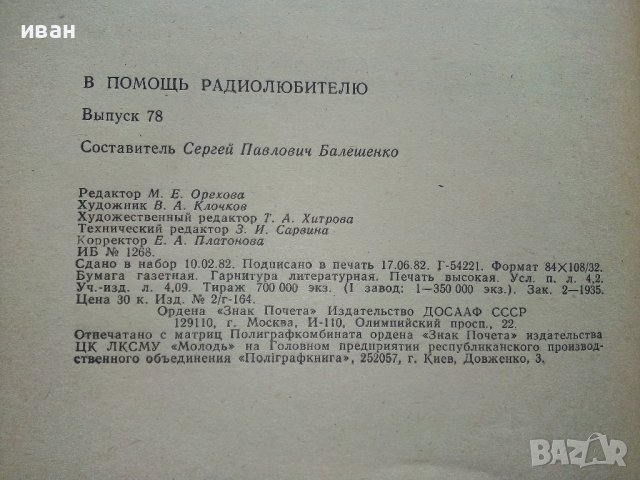 иван
В ПОМОЩЬ РАДИОЛЮБИТЕЛЮ
Выпуск 78
Составитель Сергей Павлович Балешенко
Редактор М. Е. Орехова
Художник В. А. Клочков
Художественный редактор Т. А. Хитрова
Технический редактор З. И. Сарвина
Корректор Е. А. Платонова
ИБ № 1268.
Сдано в набор 10.02.82. Подписано в печать 17.06.82. Г-54221. Формат 84×108/32.
Бумага газетная. Гарнитура литературная. Печать высокая. Усл. п. л. 4,2.
Уч.-изд. л. 4,09. Тираж 700 000 экз. (I завод: 1—350 000 экз.). Зак. 2—1935.
Цена 30 к. Изд. № 2/г-164.
Ордена «Знак Почета» Издательство ДОСААФ СССР
129110, г. Москва, И-110, Олимпийский просп., 22.
Отпечатано с матриц Полиграфкомбината ордена «Знак Почета» издательства
ЦК ЛКСМУ «Молодь» на Головном предприятии республиканского производ-
ственного объединения «Поліграфкнига», 252057, г. Киев, Довженко, 3.
BAZAR